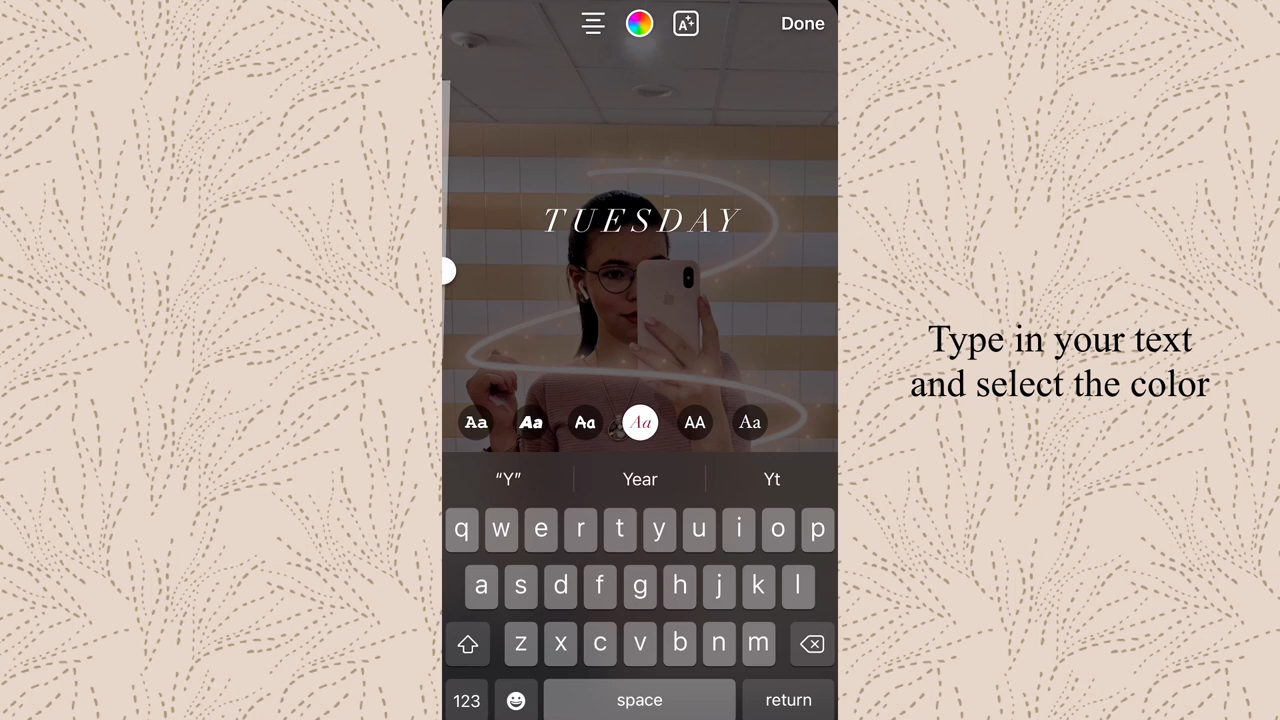 Done
TUESDAY
Aa Aa Aa Aa AA Aa
“Y” Year Yt
q w e r t y u i o p
a s d f g h j k l
z x c v b n m
123 space return
Type in your text
and select the color